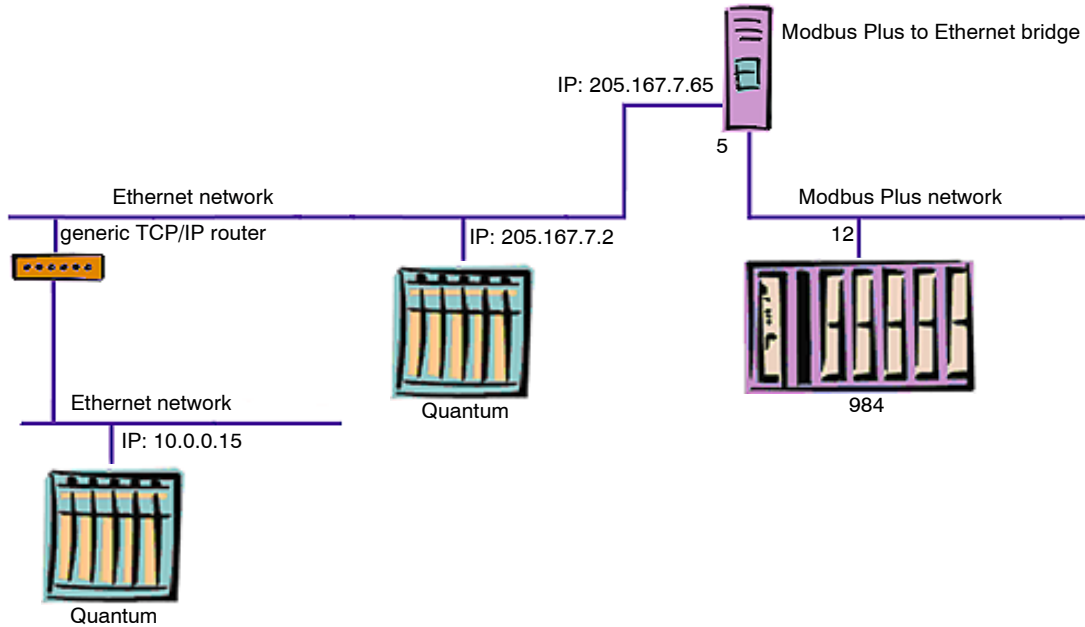 Modbus Plus to Ethernet bridge
IP: 205.167.7.65
5
Ethernet network
Modbus Plus network
generic TCP/IP router
IP: 205.167.7.2
12
Quantum
984
Ethernet network
IP: 10.0.0.15
Quantum